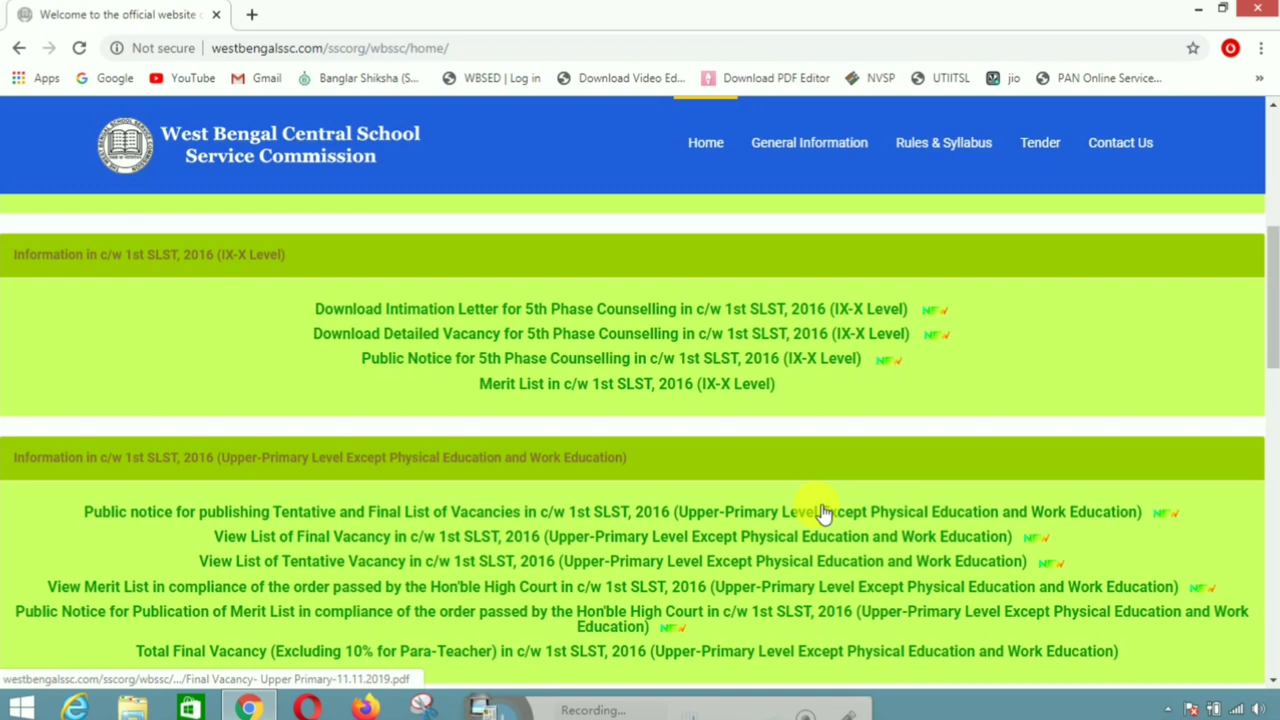 Welcome to the official website
Not secure
westbengalssc.com/sscorg/wbssc/home/
Apps
Google
YouTube
Gmail
Banglar Shiksha (S...
WBSED | Log in
Download Video Ed...
Download PDF Editor
NVSP
UTIITSL
jio
PAN Online Service...
West Bengal Central School
Service Commission
Home
General Information
Rules & Syllabus
Tender
Contact Us
Information in c/w 1st SLST, 2016 (IX-X Level)
Download Intimation Letter for 5th Phase Counselling in c/w 1st SLST, 2016 (IX-X Level) NEW
Download Detailed Vacancy for 5th Phase Counselling in c/w 1st SLST, 2016 (IX-X Level) NEW
Public Notice for 5th Phase Counselling in c/w 1st SLST, 2016 (IX-X Level) NEW
Merit List in c/w 1st SLST, 2016 (IX-X Level)
Information in c/w 1st SLST, 2016 (Upper-Primary Level Except Physical Education and Work Education)
Public notice for publishing Tentative and Final List of Vacancies in c/w 1st SLST, 2016 (Upper-Primary Level Except Physical Education and Work Education) NEW
View List of Final Vacancy in c/w 1st SLST, 2016 (Upper-Primary Level Except Physical Education and Work Education) NEW
View List of Tentative Vacancy in c/w 1st SLST, 2016 (Upper-Primary Level Except Physical Education and Work Education) NEW
View Merit List in compliance of the order passed by the Hon'ble High Court in c/w 1st SLST, 2016 (Upper-Primary Level Except Physical Education and Work Education) NEW
Public Notice for Publication of Merit List in compliance of the order passed by the Hon'ble High Court in c/w 1st SLST, 2016 (Upper-Primary Level Except Physical Education and Work
Education) NEW
Total Final Vacancy (Excluding 10% for Para-Teacher) in c/w 1st SLST, 2016 (Upper-Primary Level Except Physical Education and Work Education)
westbengalssc.com/sscorg/wbssc/.../Final Vacancy- Upper Primary-11.11.2019.pdf
Recording...